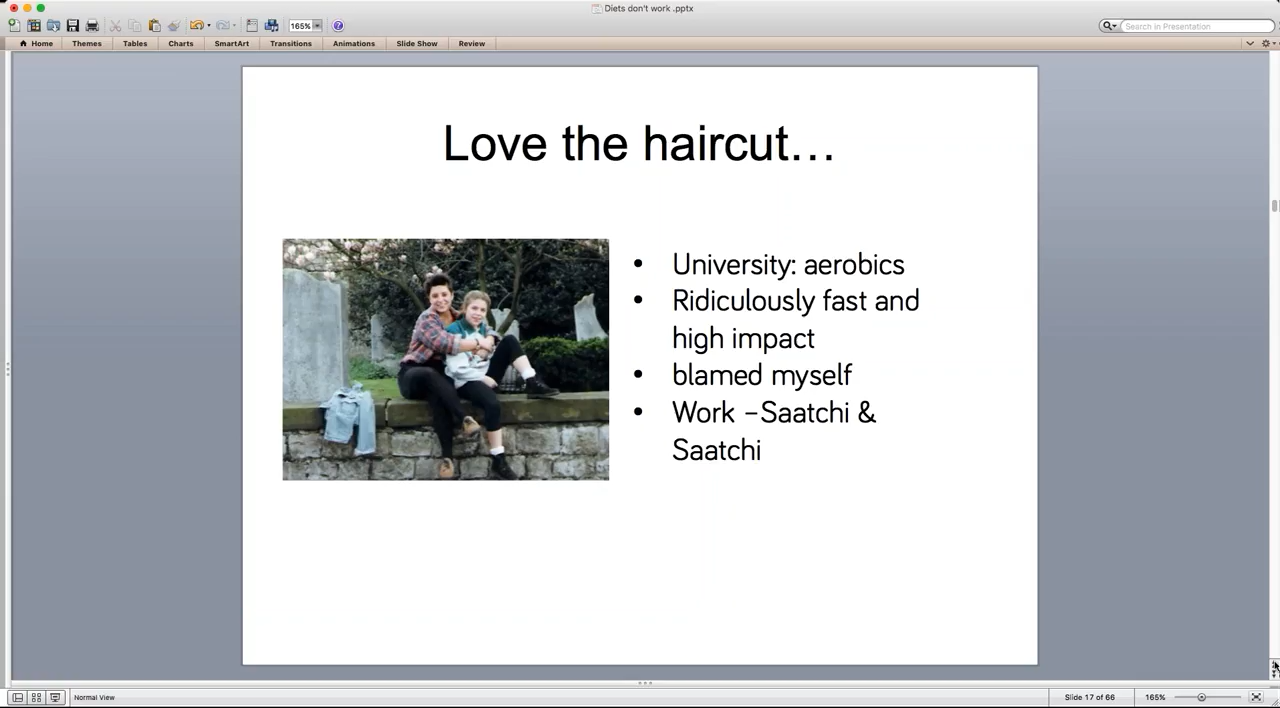 Diets don't work .pptx
165%
Search in Presentation
Home Themes Tables Charts SmartArt Transitions Animations Slide Show Review
Love the haircut…
• University: aerobics
• Ridiculously fast and
high impact
• blamed myself
• Work –Saatchi &
Saatchi
Normal View
Slide 17 of 66
165%